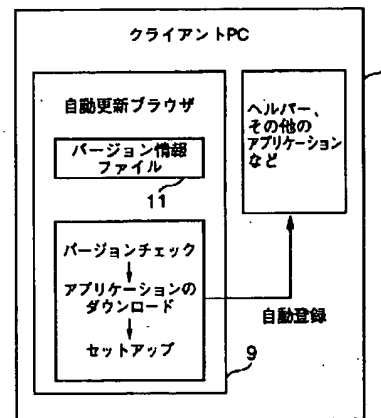 クライアントPC
自動更新ブラウザ
バージョン情報
ファイル
11
バージョンチェック
アプリケーションの
ダウンロード
セットアップ
9
ヘルパー、
その他の
アプリケーション
など
自動登録